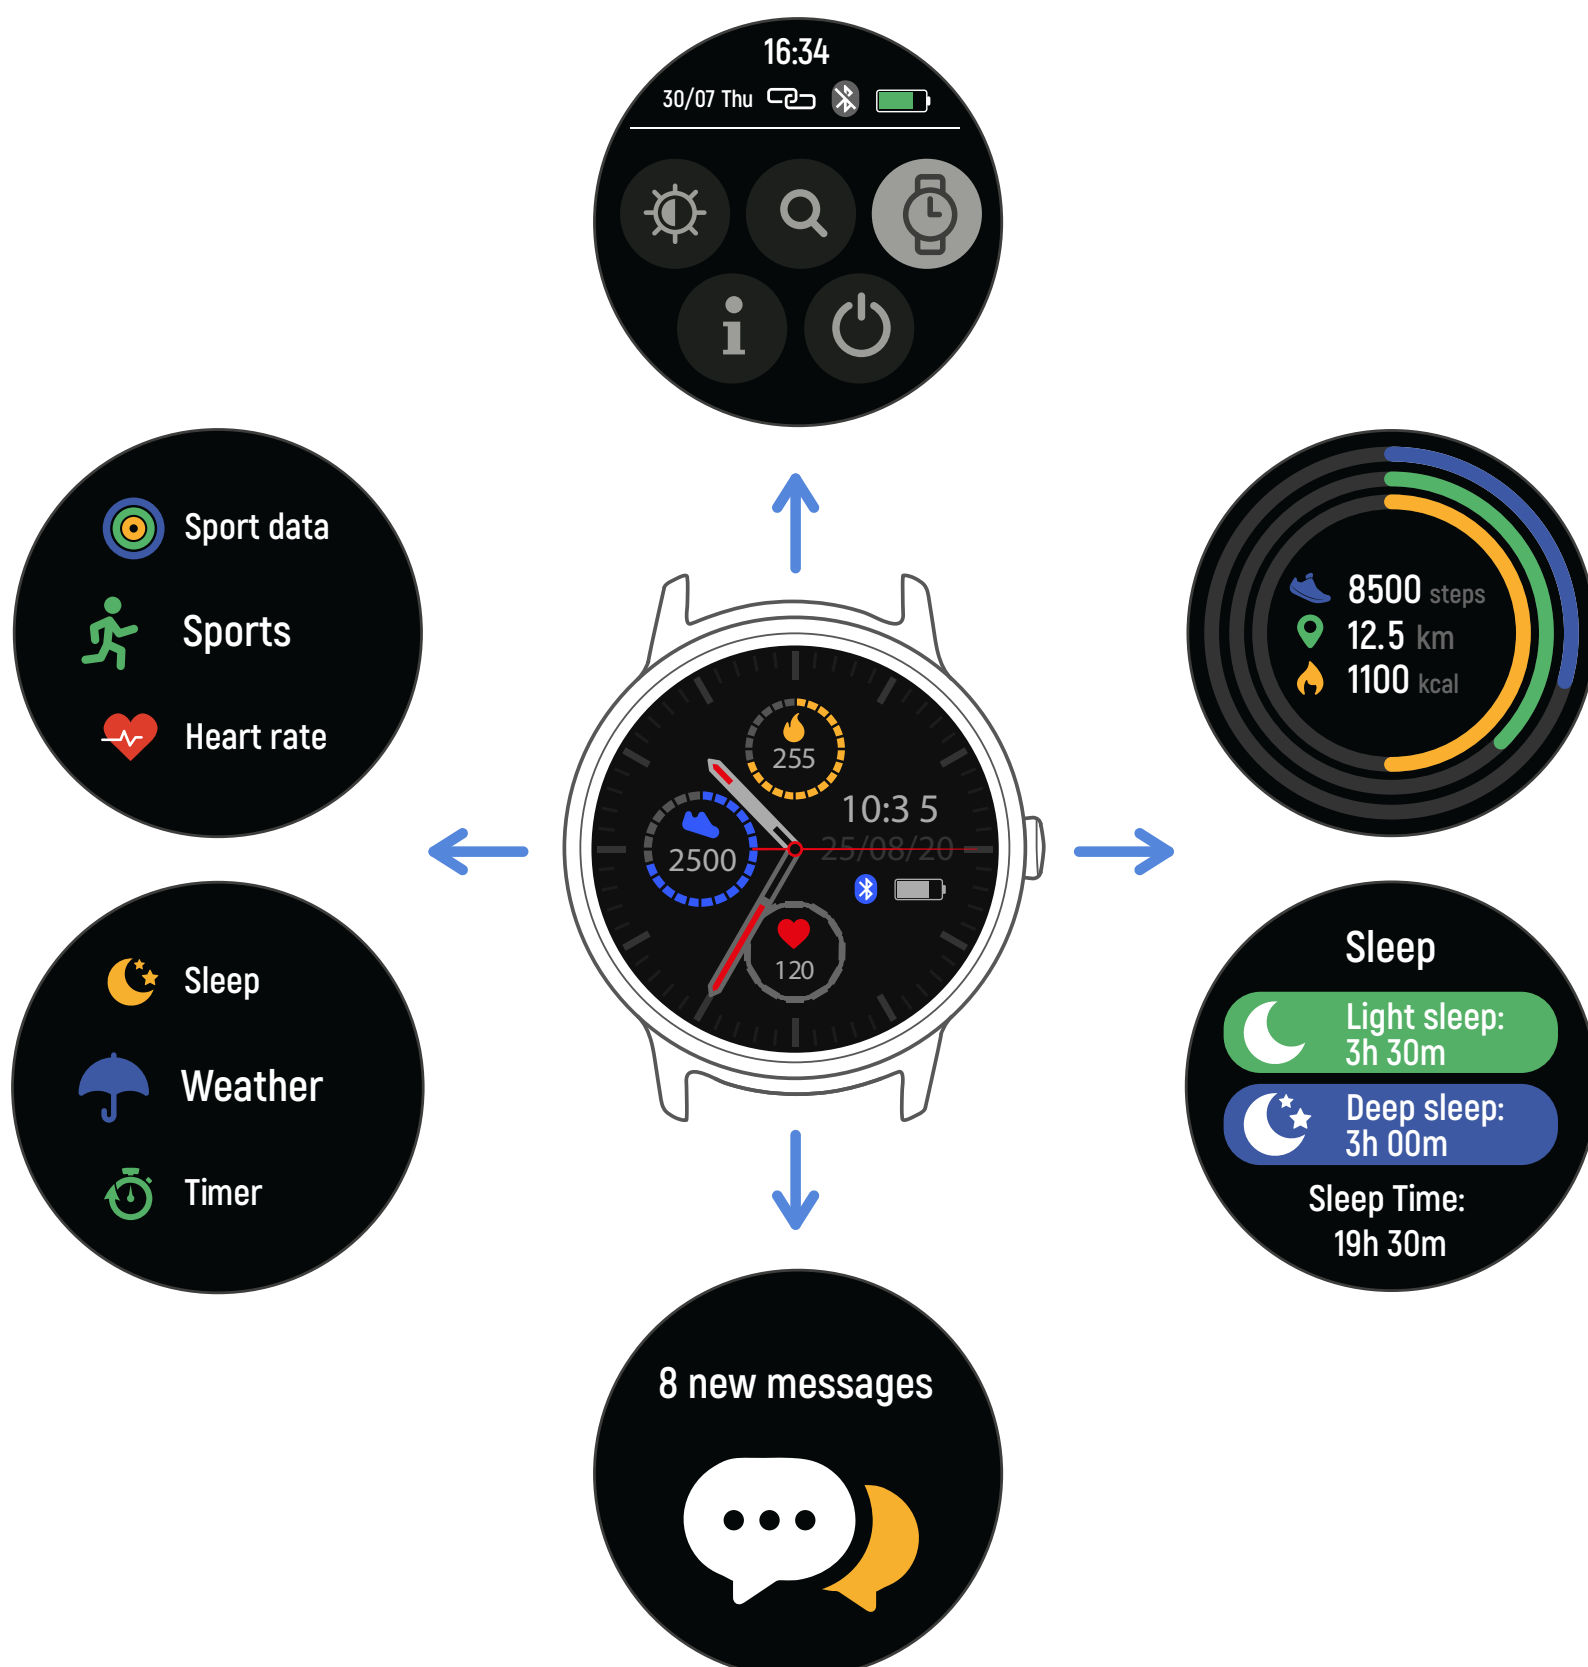 16:34
30/07 Thu
Sport data
Sports
Heart rate
8500 steps
12.5 km
1100 kcal
255
10:3 5
2500
25/08/20
120
Sleep
Weather
Timer
Sleep
Light sleep:
3h 30m
Deep sleep:
3h 00m
Sleep Time:
19h 30m
8 new messages